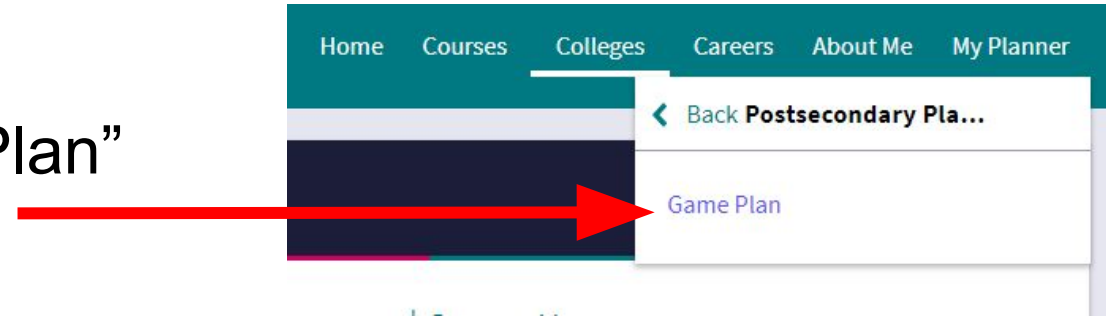 Home Courses Colleges Careers About Me My Planner
Back Postsecondary Pla...
Plan”
Game Plan